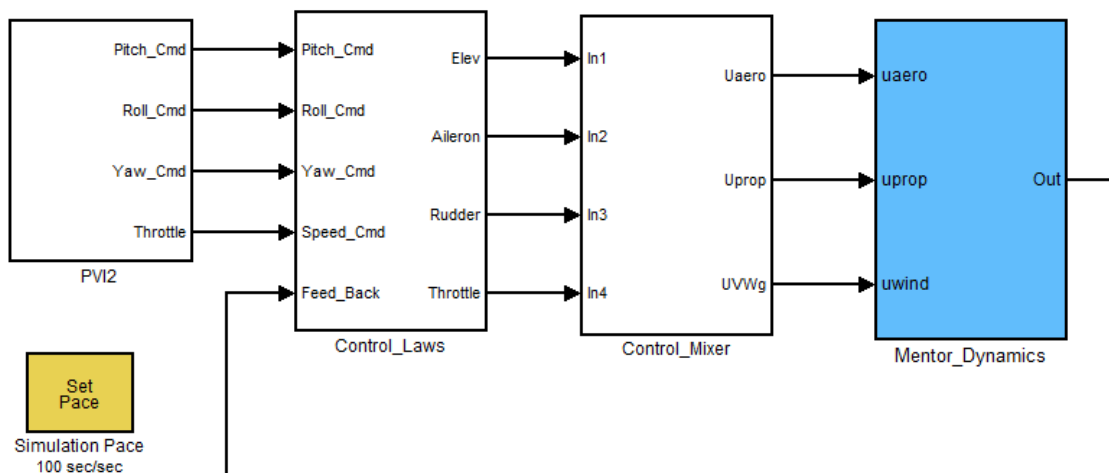 Pitch_Cmd
Roll_Cmd
Yaw_Cmd
Throttle
PVI2
Pitch_Cmd
Roll_Cmd
Yaw_Cmd
Speed_Cmd
Feed_Back
Elev
Aileron
Rudder
Throttle
Control_Laws
In1
In2
In3
In4
Uaero
Uprop
UVWg
Control_Mixer
uaero
uprop
uwind
Out
Mentor_Dynamics
Set
Pace
Simulation Pace
100 sec/sec